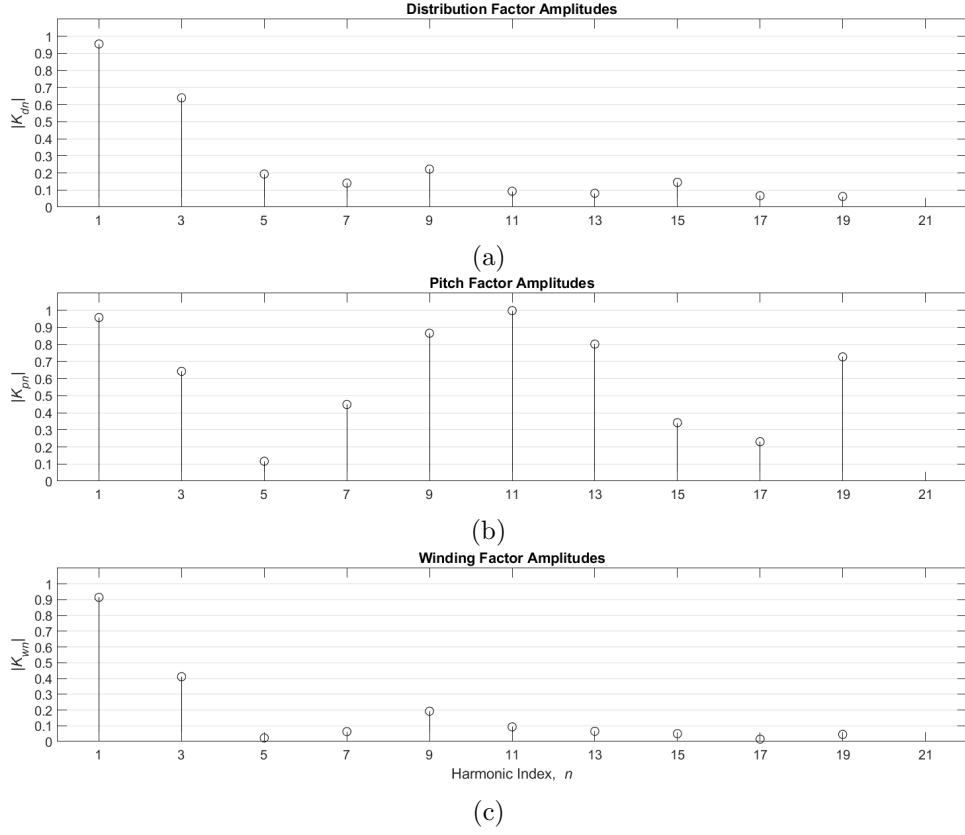 Distribution Factor Amplitudes
1
0.9
0.8
0.7
0.6
0.5
0.4
0.3
0.2
0.1
0
|K_dn|
1 3 5 7 9 11 13 15 17 19 21
(a)
Pitch Factor Amplitudes
1
0.9
0.8
0.7
0.6
0.5
0.4
0.3
0.2
0.1
0
|K_pn|
1 3 5 7 9 11 13 15 17 19 21
(b)
Winding Factor Amplitudes
1
0.9
0.8
0.7
0.6
0.5
0.4
0.3
0.2
0.1
0
|K_wn|
1 3 5 7 9 11 13 15 17 19 21
Harmonic Index, n
(c)